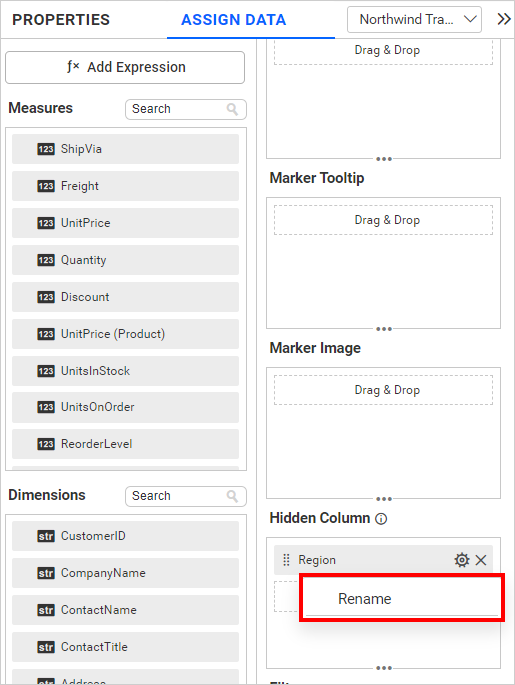 PROPERTIES
ASSIGN DATA
Northwind Tra...
ƒ× Add Expression
Measures
Search
123 ShipVia
123 Freight
123 UnitPrice
123 Quantity
123 Discount
123 UnitPrice (Product)
123 UnitsInStock
123 UnitsOnOrder
123 ReorderLevel
Dimensions
Search
str CustomerID
str CompanyName
str ContactName
str ContactTitle
str Address
Drag & Drop
Marker Tooltip
Drag & Drop
Marker Image
Drag & Drop
Hidden Column
Region
Rename